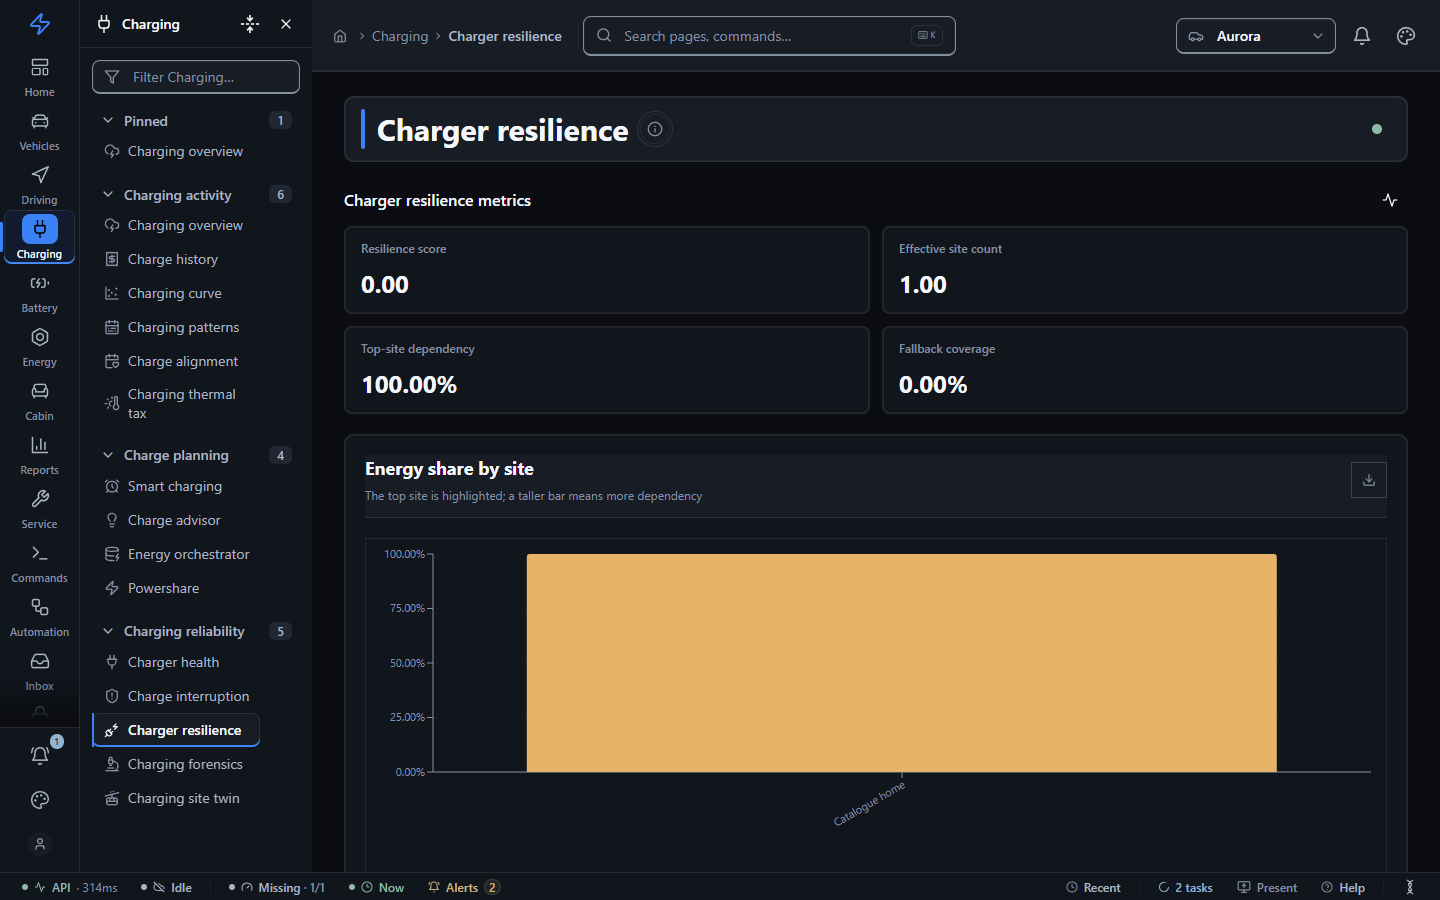 Charging
Charging
Charger resilience
Search pages, commands...
K
Aurora
Home
Vehicles
Driving
Charging
Battery
Energy
Cabin
Reports
Service
Commands
Automation
Inbox
1
Filter Charging...
Pinned
1
Charging overview
Charging activity
6
Charging overview
Charge history
Charging curve
Charging patterns
Charge alignment
Charging thermal
tax
Charge planning
4
Smart charging
Charge advisor
Energy orchestrator
Powershare
Charging reliability
5
Charger health
Charge interruption
Charger resilience
Charging forensics
Charging site twin
Charger resilience
Charger resilience metrics
Resilience score
0.00
Effective site count
1.00
Top-site dependency
100.00%
Fallback coverage
0.00%
Energy share by site
The top site is highlighted; a taller bar means more dependency
100.00%
75.00%
50.00%
25.00%
0.00%
Catalogue home
API · 314ms
Idle
Missing · 1/1
Now
Alerts 2
Recent
2 tasks
Present
Help